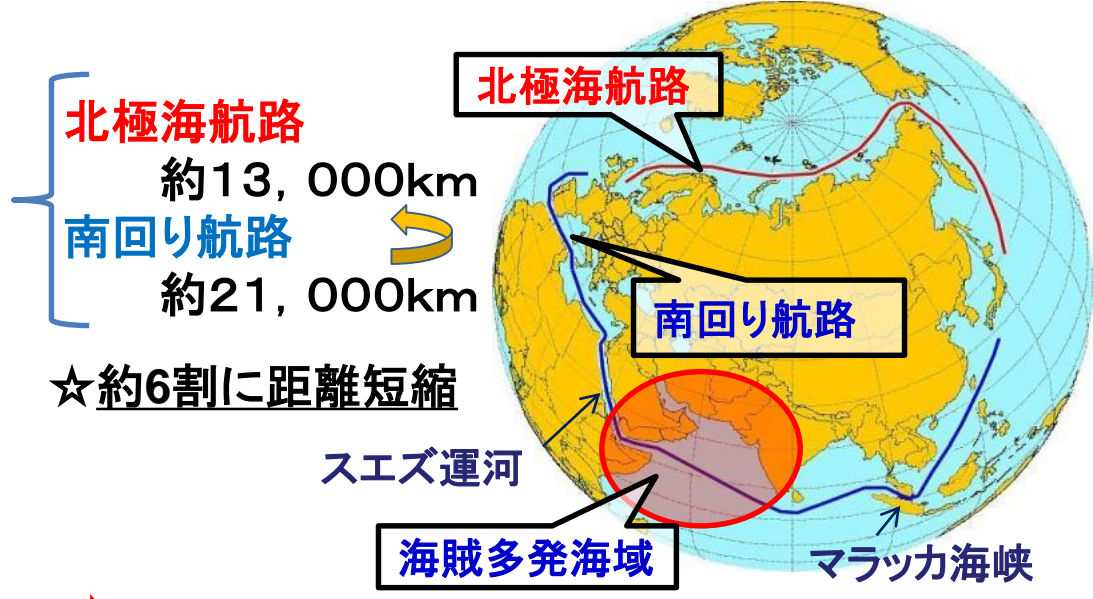 北極海航路
約13，000km
南回り航路
約21，000km
☆約6割に距離短縮
北極海航路
南回り航路
スエズ運河
海賊多発海域
マラッカ海峡